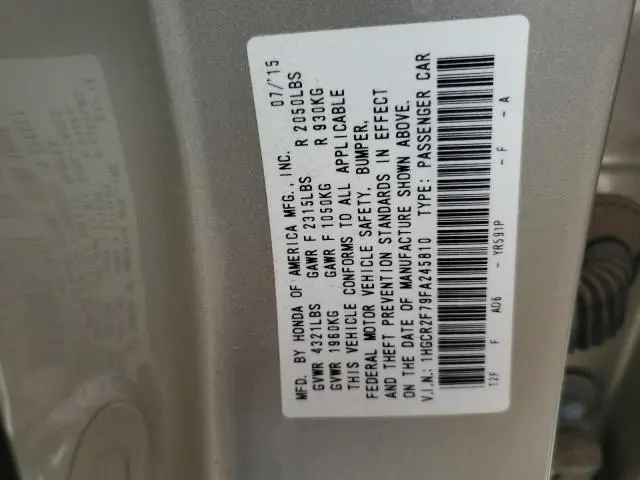 MFD. BY HONDA OF AMERICA MFG., INC. 07/'15
GVWR 4321LBS GAWR F 2315LBS R 2050LBS
GVWR 1960KG GAWR F 1050KG R 930KG
THIS VEHICLE CONFORMS TO ALL APPLICABLE
FEDERAL MOTOR VEHICLE SAFETY, BUMPER,
AND THEFT PREVENTION STANDARDS IN EFFECT
ON THE DATE OF MANUFACTURE SHOWN ABOVE.
V.I.N.: 1HGCR2F79FA245810 TYPE: PASSENGER CAR
12F F AD6 - YR591P - F - A